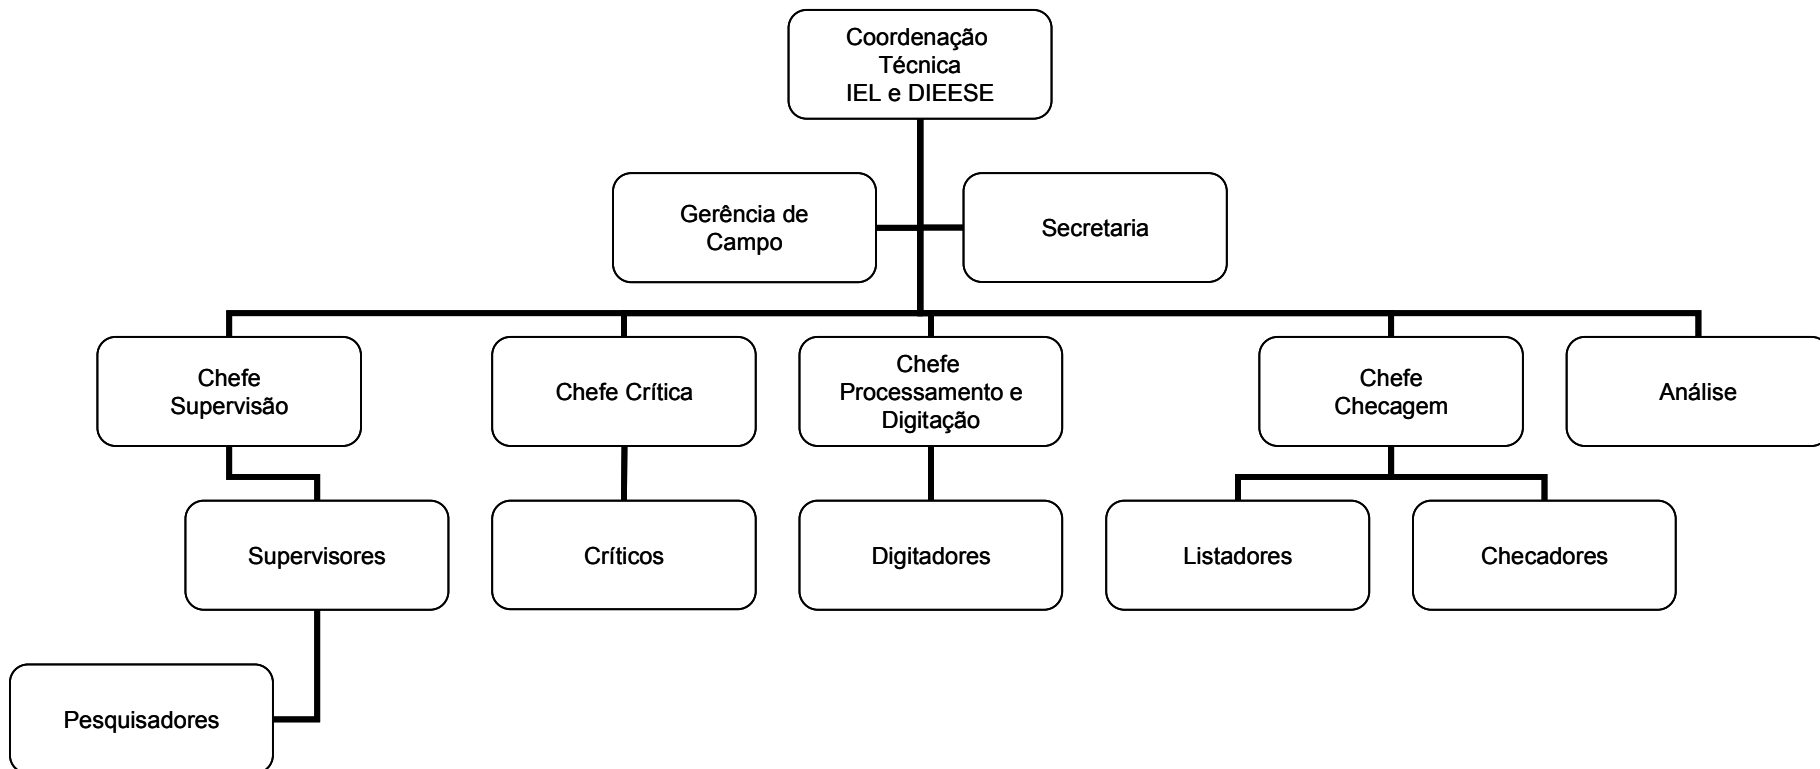 Coordenação
Técnica
IEL e DIEESE
Gerência de
Campo
Secretaria
Chefe
Supervisão
Chefe Crítica
Chefe
Processamento e
Digitação
Chefe
Checagem
Análise
Supervisores
Críticos
Digitadores
Listadores
Checadores
Pesquisadores